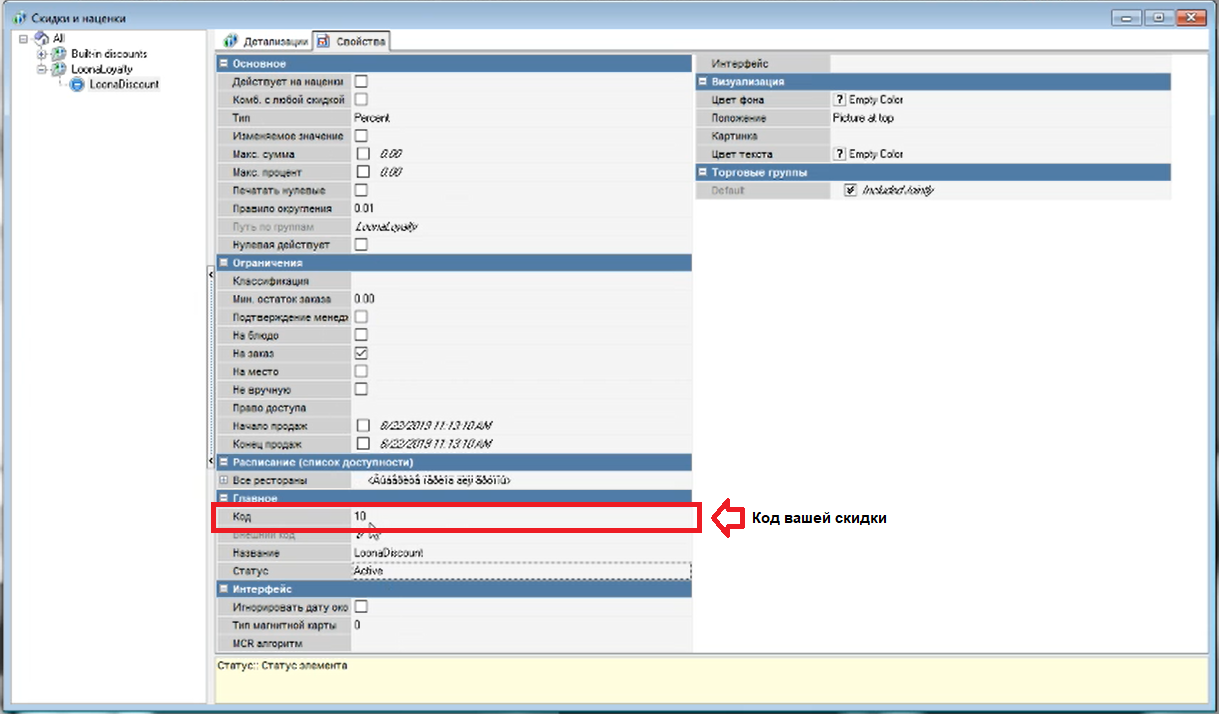 Скидки и наценки
All
Built-in discounts
LoonaLoyalty
LoonaDiscount
Детализации Свойства
Основное
Действует на наценки
Комб. с любой скидкой
Тип Percent
Изменяемое значение
Макс. сумма 0.00
Макс. процент 0.00
Печатать нулевые
Правило округления 0.01
Путь по группам LoonaLoyalty
Нулевая действует
Ограничения
Классификация
Мин. остаток заказа 0.00
Подтверждение менедж
На блюдо
На заказ
На место
Не вручную
Право доступа
Начало продаж 8/22/2019 11:13:10 AM
Конец продаж 8/22/2019 11:13:10 AM
Расписание (список доступности)
Все рестораны
Главное
Код 10
Внешний код
Название LoonaDiscount
Статус Active
Интерфейс
Игнорировать дату око
Тип магнитной карты 0
MCR алгоритм
Интерфейс
Визуализация
Цвет фона ? Empty Color
Положение Picture at top
Картинка
Цвет текста ? Empty Color
Торговые группы
Default Included Jointly
Код вашей скидки
Статус:: Статус элемента